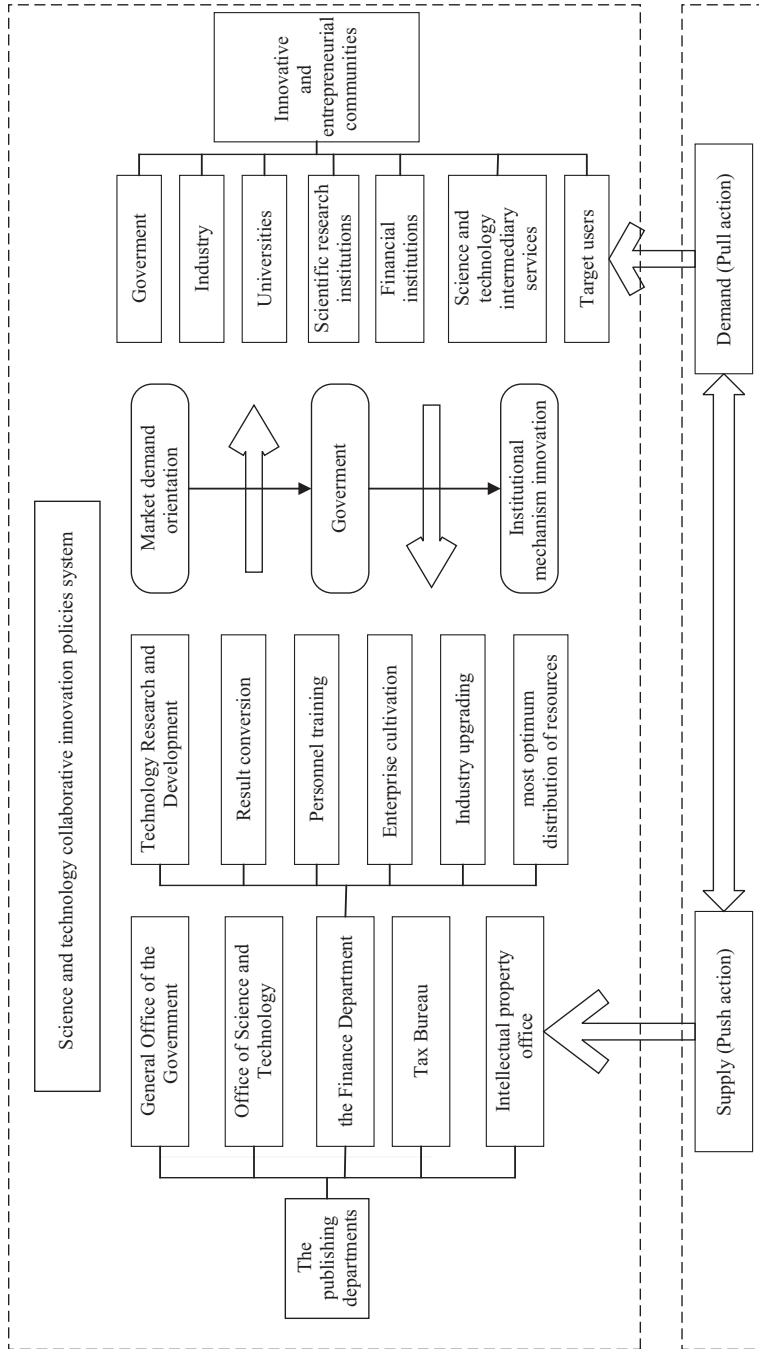 Science and technology collaborative innovation policies system
The
publishing
departments
General Office of the
Government
Office of Science and
Technology
the Finance Department
Tax Bureau
Intellectual property
office
Technology Research and
Development
Result conversion
Personnel training
Enterprise cultivation
Industry upgrading
most optimum
distribution of resources
Market demand
orientation
Goverment
Institutional
mechanism innovation
Goverment
Industry
Universities
Scientific research
institutions
Financial
institutions
Science and
technology
intermediary
services
Target users
Innovative
and
entrepreneurial
communities
Supply (Push action)
Demand (Pull action)